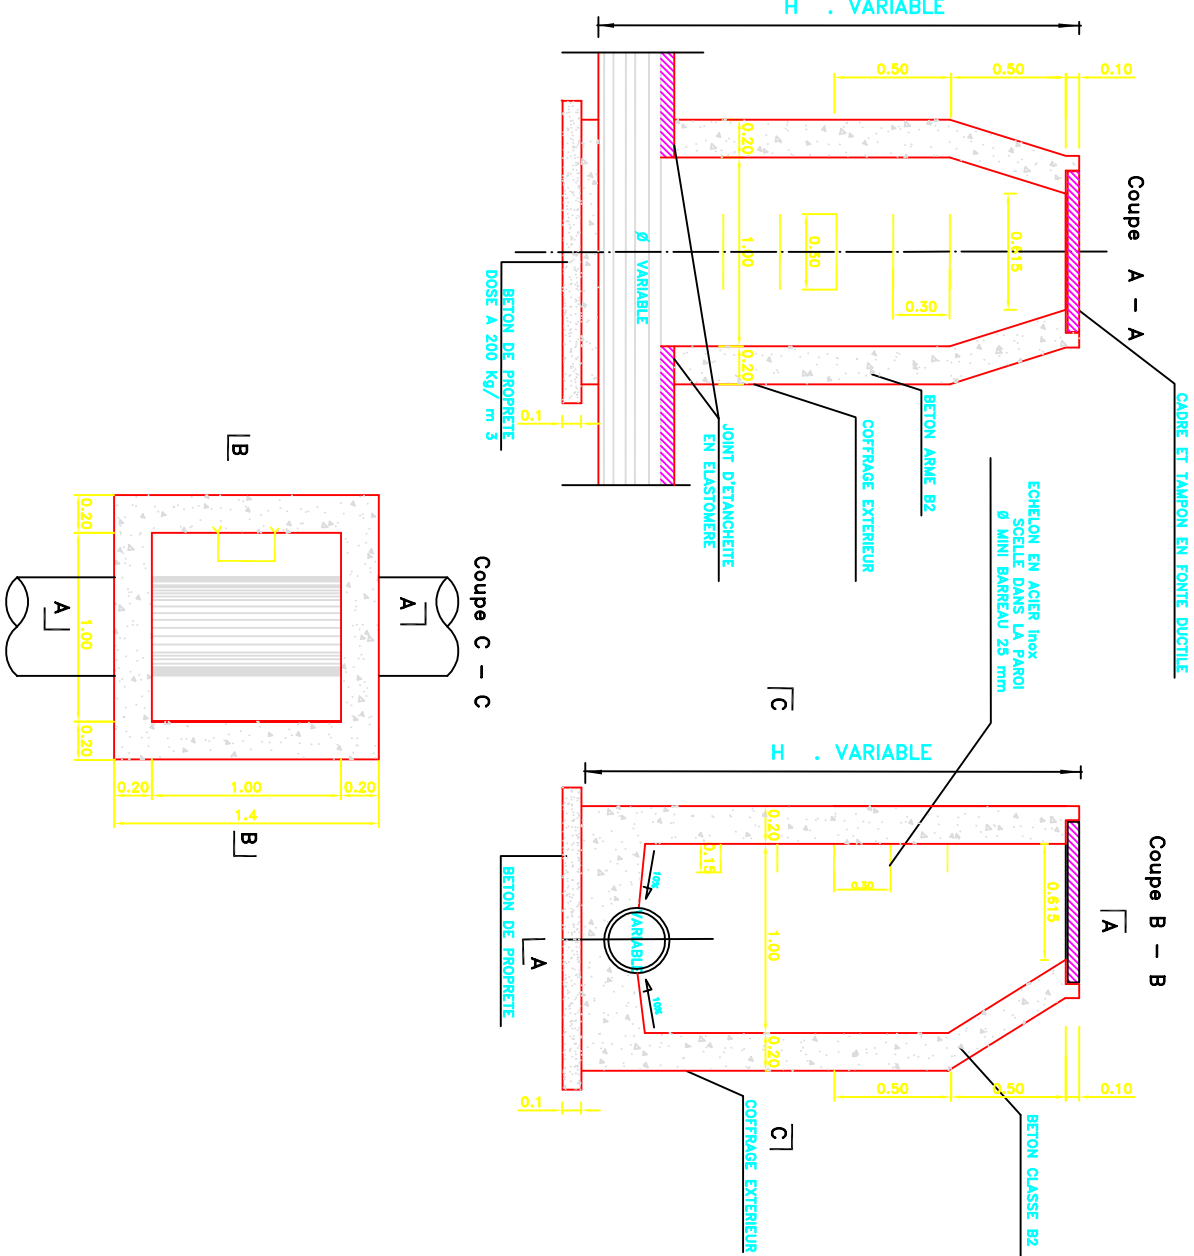 H . VARIABLE
0.50
0.50
0.10
Coupe A - A
0.20
1.00
0.20
0.30
0.30
0.615
Ø VARIABLE
BETON DE PROPRETE
DOSE A 200 Kg/ m 3
0.1
JOINT D'ETANCHEITE
EN ELASTOMERE
COFFRAGE EXTERIEUR
BETON ARME B2
CADRE ET TAMPON EN FONTE DUCTILE
ECHELON EN ACIER Inox
SCELLE DANS LA PAROI
Ø MINI BARREAU 25 mm
B
0.20
1.00
0.20
A
A
Coupe C - C
0.20
1.00
0.20
1.4
B
C
H . VARIABLE
Coupe B - B
0.20
1.00
0.20
0.15
0.30
0.615
10%
VARIABLE
10%
A
A
BETON DE PROPRETE
0.1
0.50
0.50
0.10
COFFRAGE EXTERIEUR
C
BETON CLASSE B2